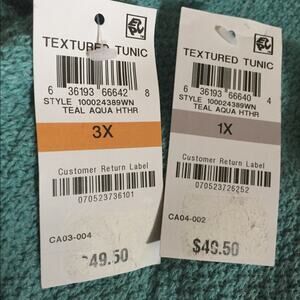 TEXTURED TUNIC
6 36193 66642 8
STYLE 100024389WN
TEAL AQUA HTHR
3X
Customer Return Label
070523736101
CA03-004
$49.50
TEXTURED TUNIC
6 36193 66640 4
STYLE 100024389WN
TEAL AQUA HTHR
1X
Customer Return Label
070523725252
CA04-002
$49.50